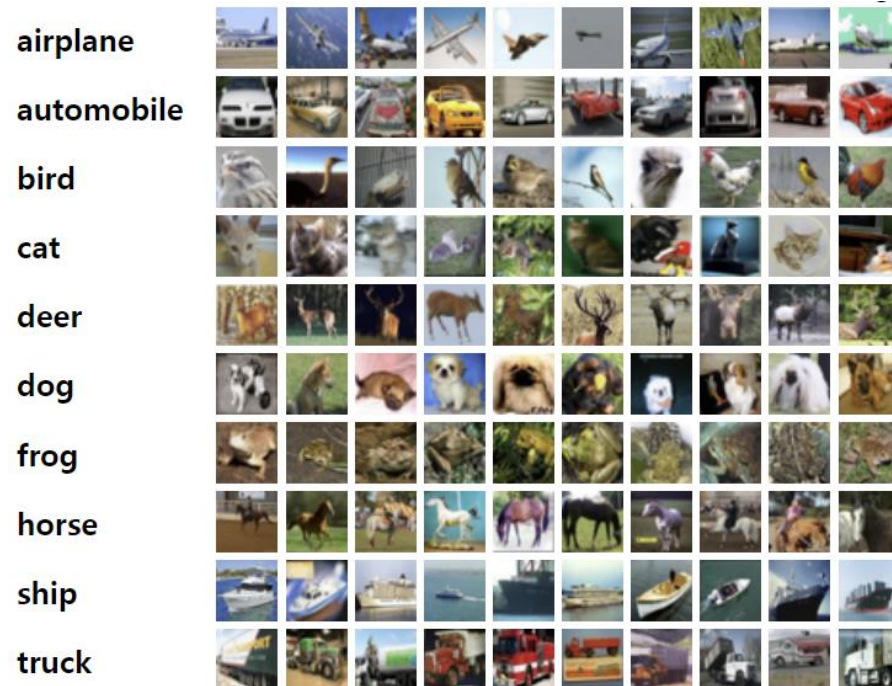 airplane
automobile
bird
cat
deer
dog
frog
horse
ship
truck